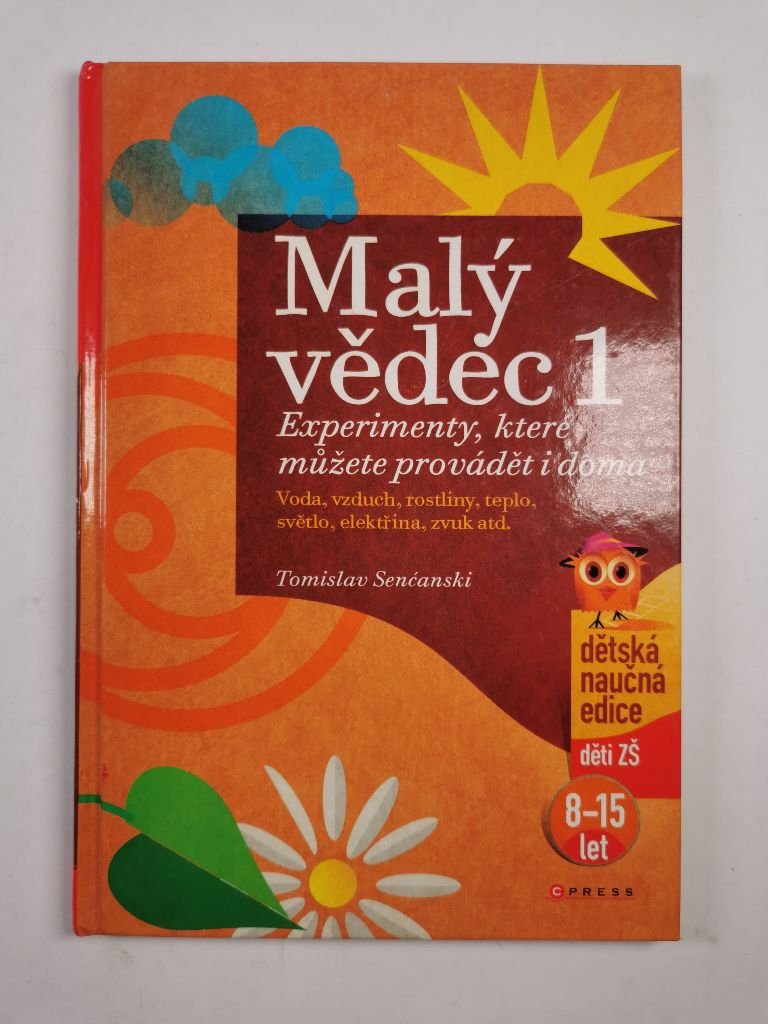 Malý
vědec 1
Experimenty, které
můžete provádět i doma
Voda, vzduch, rostliny, teplo,
světlo, elektřina, zvuk atd.
Tomislav Senćanski
dětská
naučná
edice
děti ZŠ
8–15
let
CPRESS